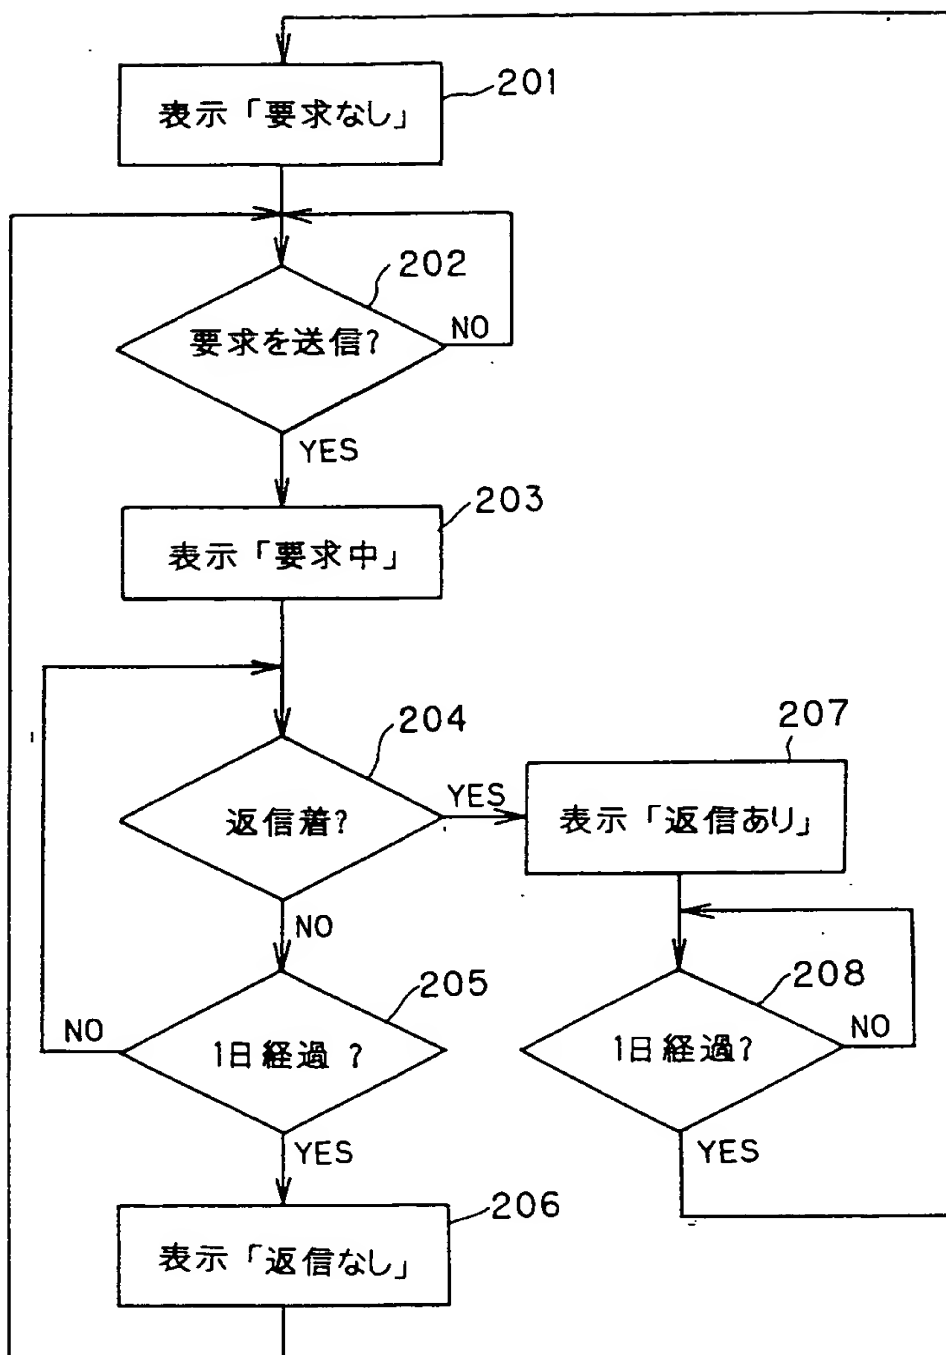 201
表示「要求なし」
202
要求を送信?
NO
YES
203
表示「要求中」
204
返信着?
YES
NO
207
表示「返信あり」
205
1日経過 ?
NO
YES
208
1日経過?
NO
YES
206
表示「返信なし」